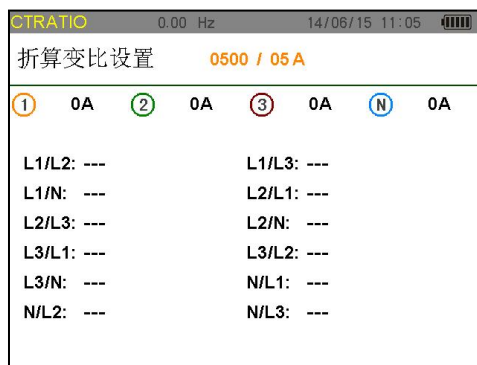 CTRATIO 0.00 Hz 14/06/15 11:05
折算变比设置 0500 / 05 A
1 0A 2 0A 3 0A N 0A
L1/L2: --- L1/L3: ---
L1/N: --- L2/L1: ---
L2/L3: --- L2/N: ---
L3/L1: --- L3/L2: ---
L3/N: --- N/L1: ---
N/L2: --- N/L3: ---